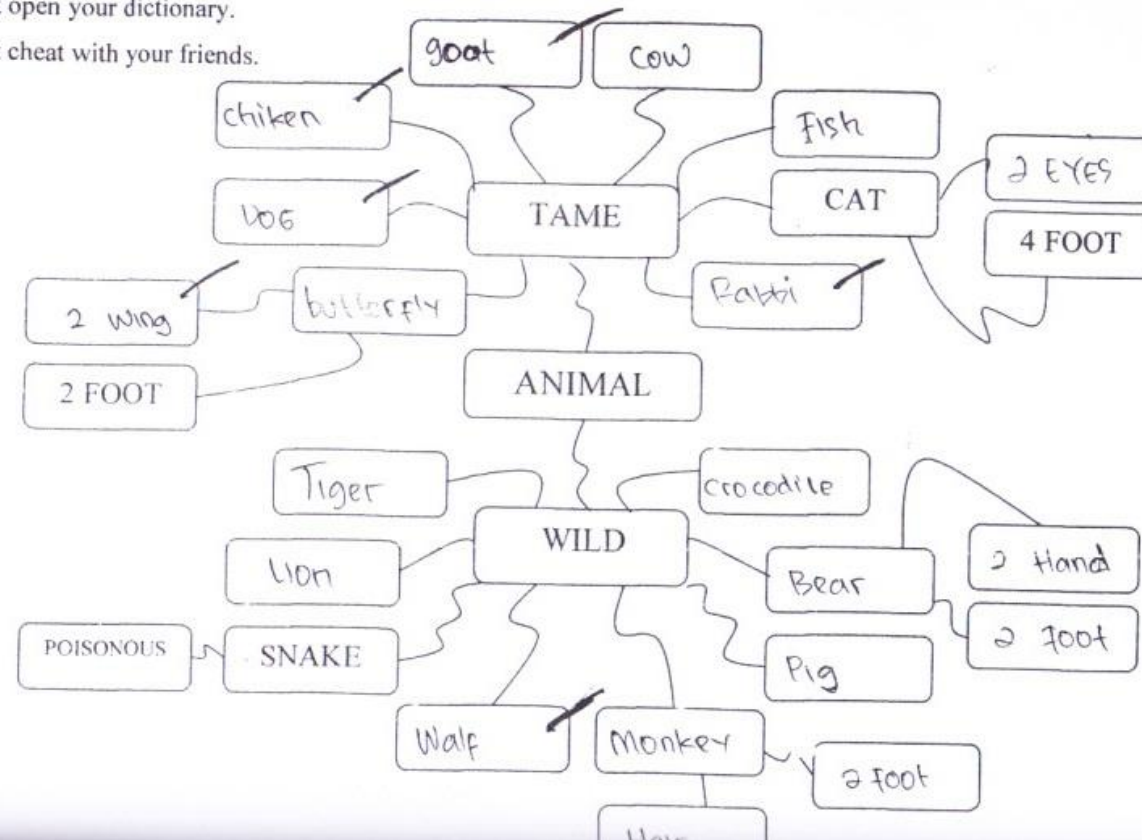 open your dictionary.
cheat with your friends.
goat
cow
chiken
Fish
2 EYES
DOG
TAME
CAT
4 FOOT
2 wing
butterfly
Rabbi
2 FOOT
ANIMAL
Tiger
crocodile
WILD
2 Hand
lion
Bear
2 Foot
POISONOUS
SNAKE
Pig
Walf
Monkey
2 Foot